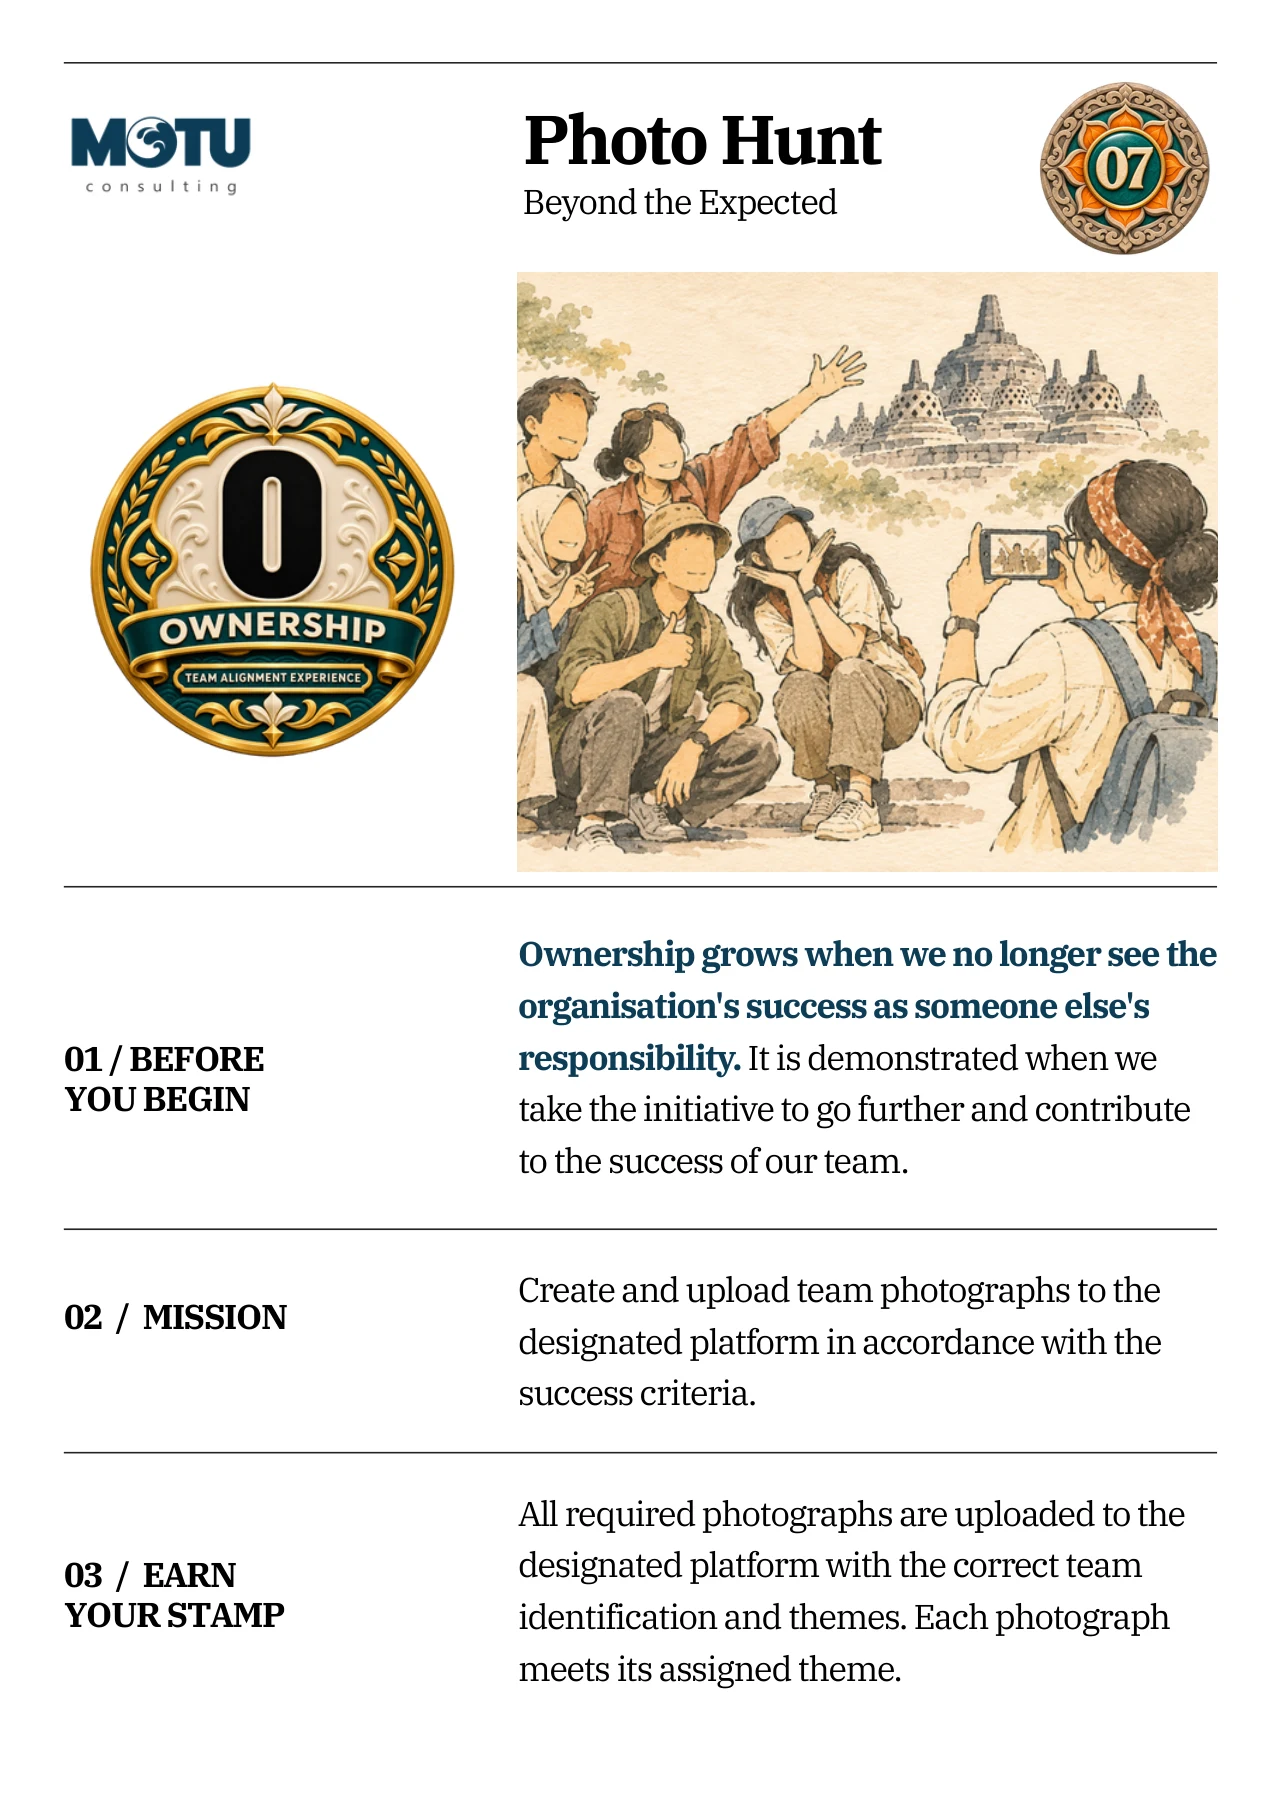 MOTU
consulting
Photo Hunt
Beyond the Expected
07
O
OWNERSHIP
TEAM ALIGNMENT EXPERIENCE
01 / BEFORE
YOU BEGIN
Ownership grows when we no longer see the
organisation's success as someone else's
responsibility. It is demonstrated when we
take the initiative to go further and contribute
to the success of our team.
02 / MISSION
Create and upload team photographs to the
designated platform in accordance with the
success criteria.
03 / EARN
YOUR STAMP
All required photographs are uploaded to the
designated platform with the correct team
identification and themes. Each photograph
meets its assigned theme.